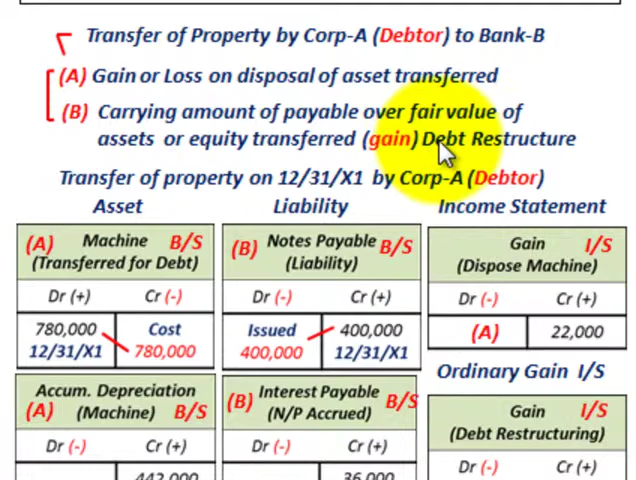 Transfer of Property by Corp-A (Debtor) to Bank-B
(A) Gain or Loss on disposal of asset transferred
(B) Carrying amount of payable over fair value of
assets or equity transferred (gain) Debt Restructure
Transfer of property on 12/31/X1 by Corp-A (Debtor)
Asset
(A) Machine B/S
(Transferred for Debt)
Dr (+) Cr (-)
780,000 Cost
12/31/X1 780,000
Accum. Depreciation
(A) (Machine) B/S
Dr (-) Cr (+)
442,000
Liability
(B) Notes Payable B/S
(Liability)
Dr (-) Cr (+)
Issued 400,000
400,000 12/31/X1
(B) Interest Payable B/S
(N/P Accrued)
Dr (-) Cr (+)
36,000
Income Statement
Gain I/S
(Dispose Machine)
Dr (-) Cr (+)
(A) 22,000
Ordinary Gain I/S
Gain I/S
(Debt Restructuring)
Dr (-) Cr (+)